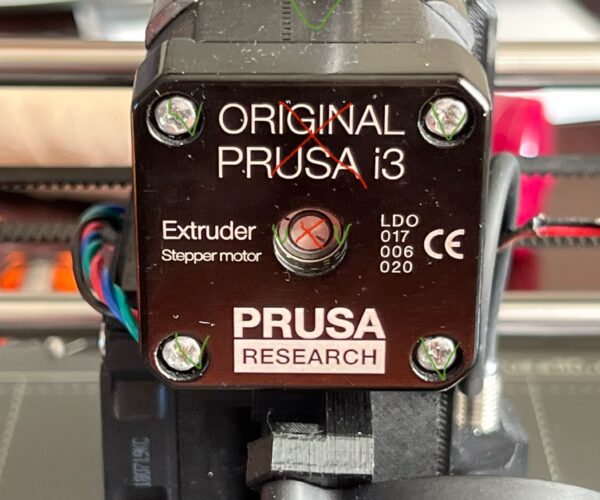 ORIGINAL
PRUSA i3
Extruder
Stepper motor
LDO
017
006
020
CE
PRUSA
RESEARCH